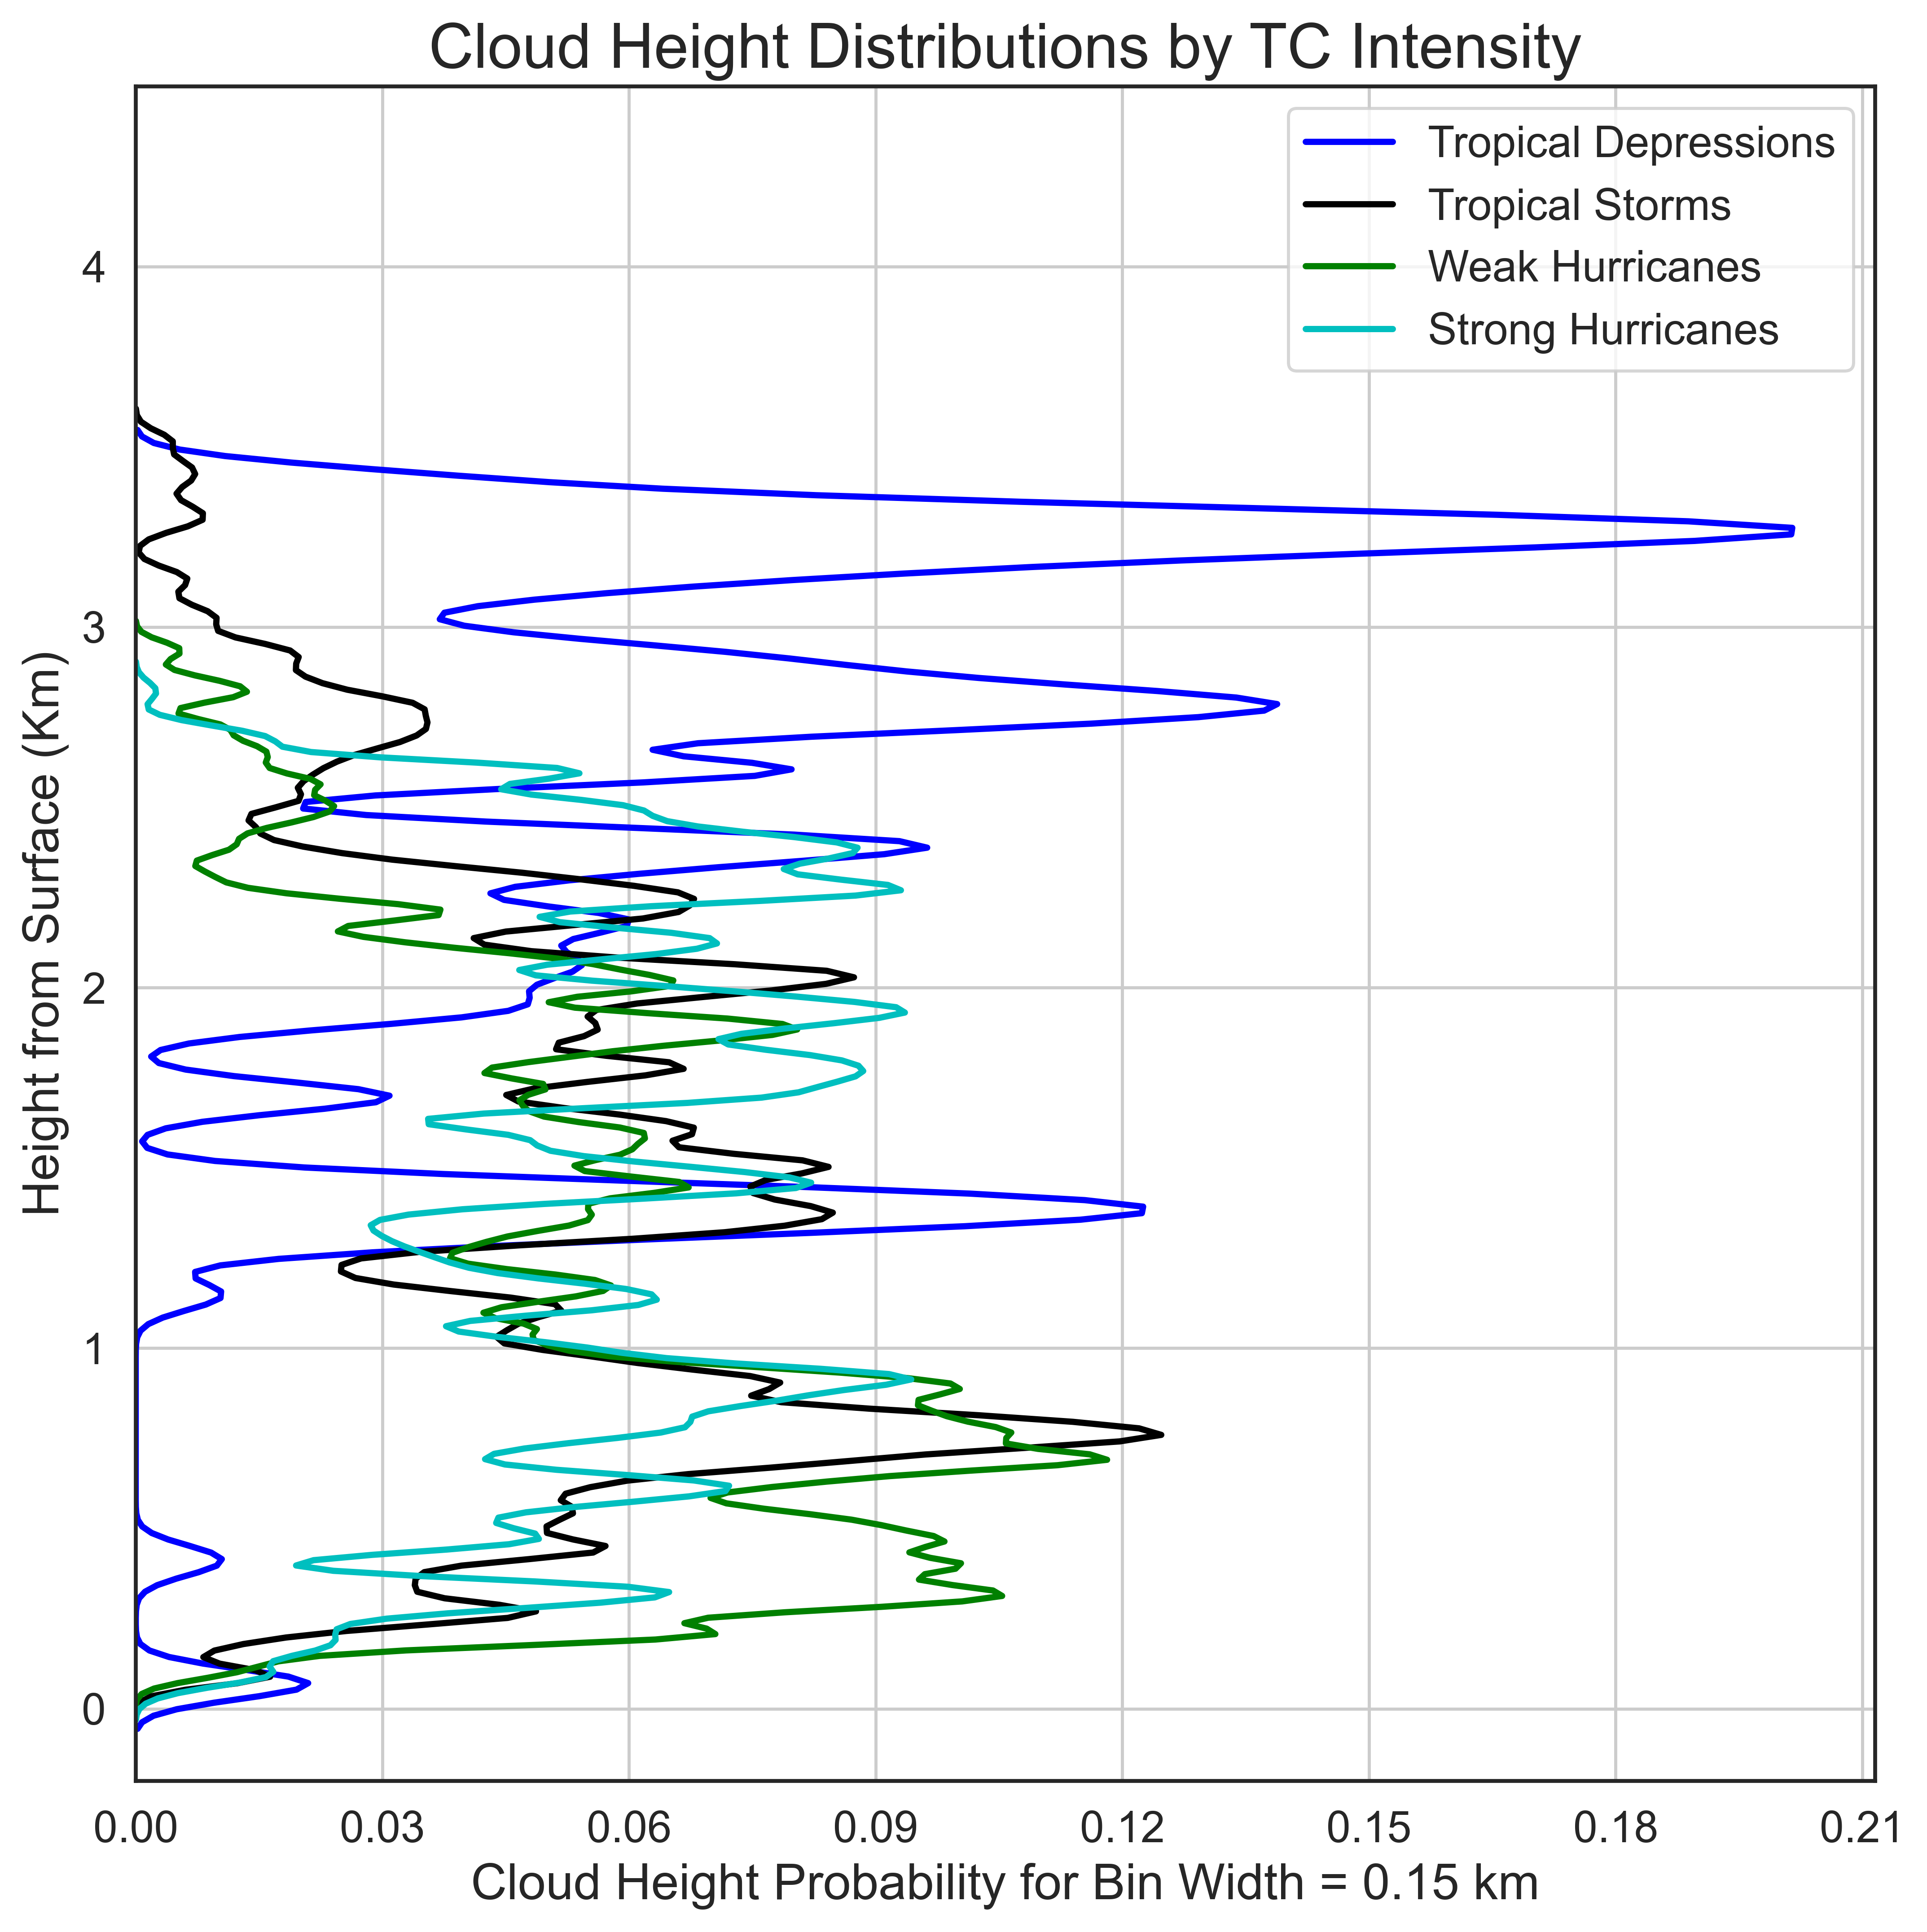 Cloud Height Distributions by TC Intensity
Tropical Depressions
Tropical Storms
Weak Hurricanes
Strong Hurricanes
Height from Surface (Km)
4
3
2
1
0
0.00 0.03 0.06 0.09 0.12 0.15 0.18 0.21
Cloud Height Probability for Bin Width = 0.15 km